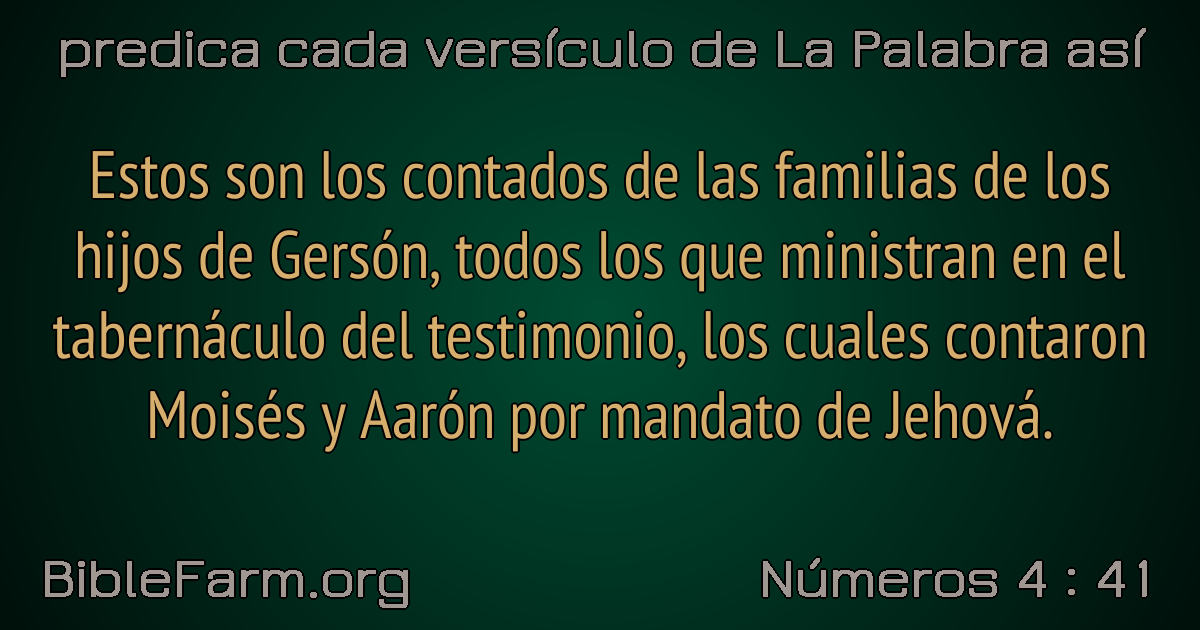 predica cada versículo de La Palabra así
Estos son los contados de las familias de los
hijos de Gersón, todos los que ministran en el
tabernáculo del testimonio, los cuales contaron
Moisés y Aarón por mandato de Jehová.
BibleFarm.org
Números 4 : 41